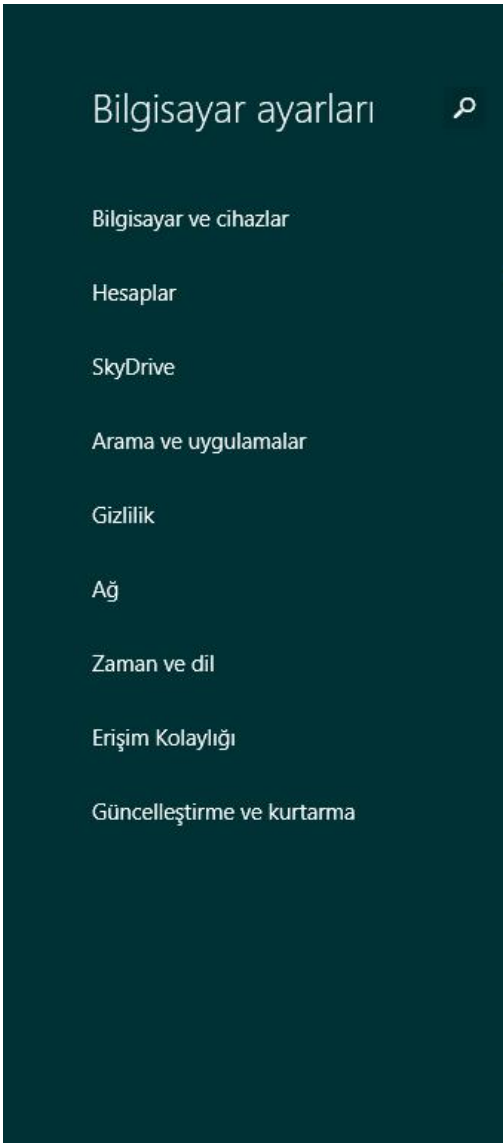 Bilgisayar ayarları
Bilgisayar ve cihazlar
Hesaplar
SkyDrive
Arama ve uygulamalar
Gizlilik
Ağ
Zaman ve dil
Erişim Kolaylığı
Güncelleştirme ve kurtarma